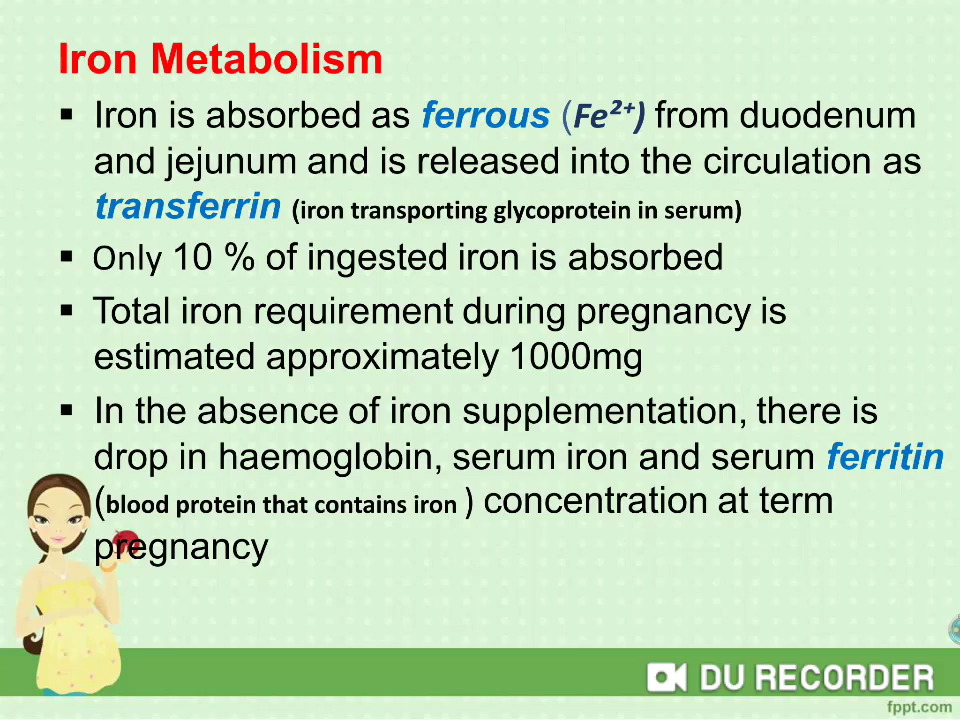 Iron Metabolism
▪ Iron is absorbed as ferrous (Fe²⁺) from duodenum
and jejunum and is released into the circulation as
transferrin (iron transporting glycoprotein in serum)
▪ Only 10 % of ingested iron is absorbed
▪ Total iron requirement during pregnancy is
estimated approximately 1000mg
▪ In the absence of iron supplementation, there is
drop in haemoglobin, serum iron and serum ferritin
(blood protein that contains iron ) concentration at term
pregnancy
DU RECORDER
fppt.com